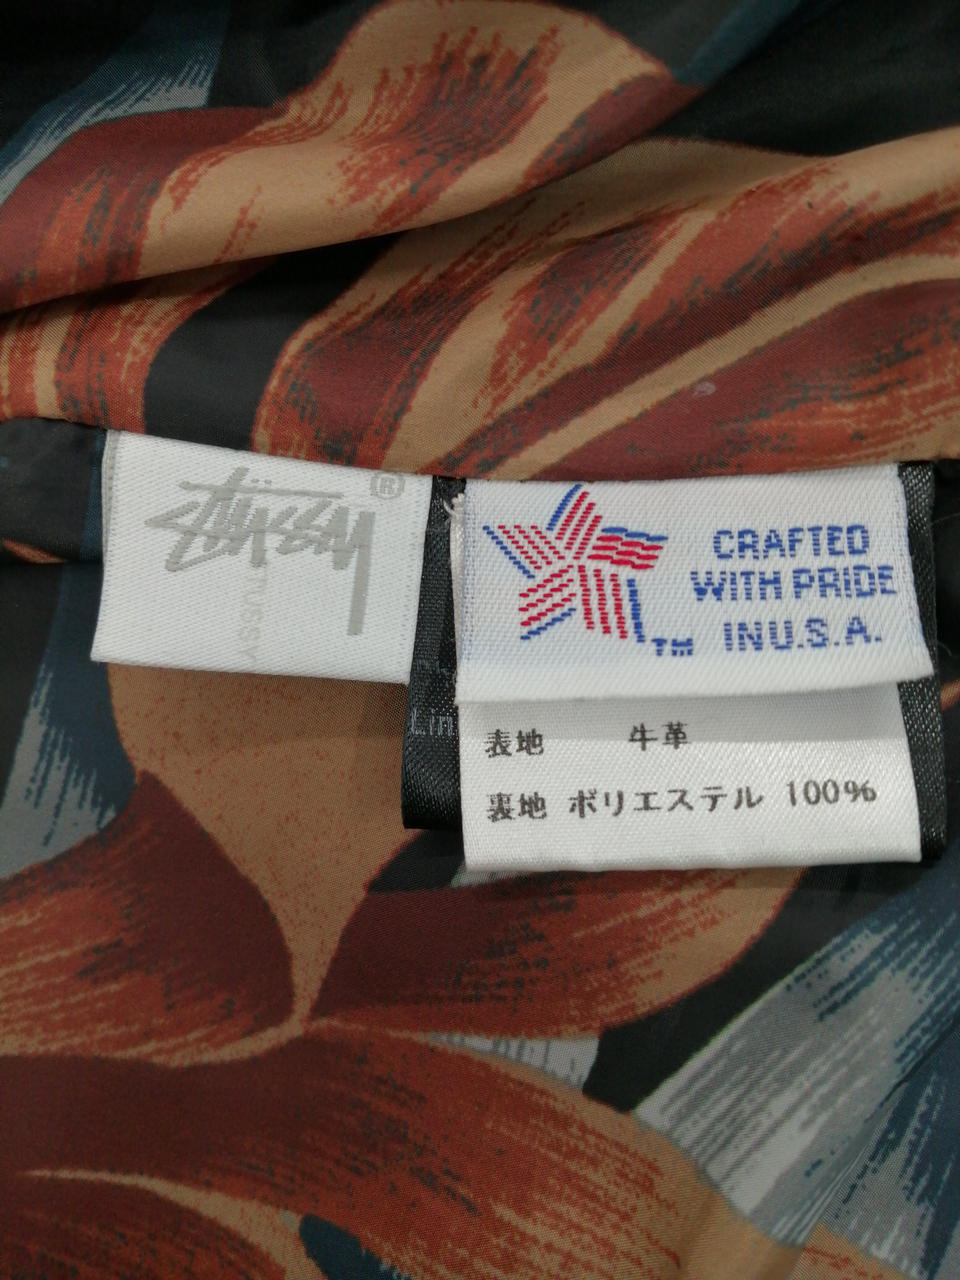 STÜSSY
®
CRAFTED
WITH PRIDE
IN U.S.A.
TM
表地 牛革
裏地 ポリエステル 100%